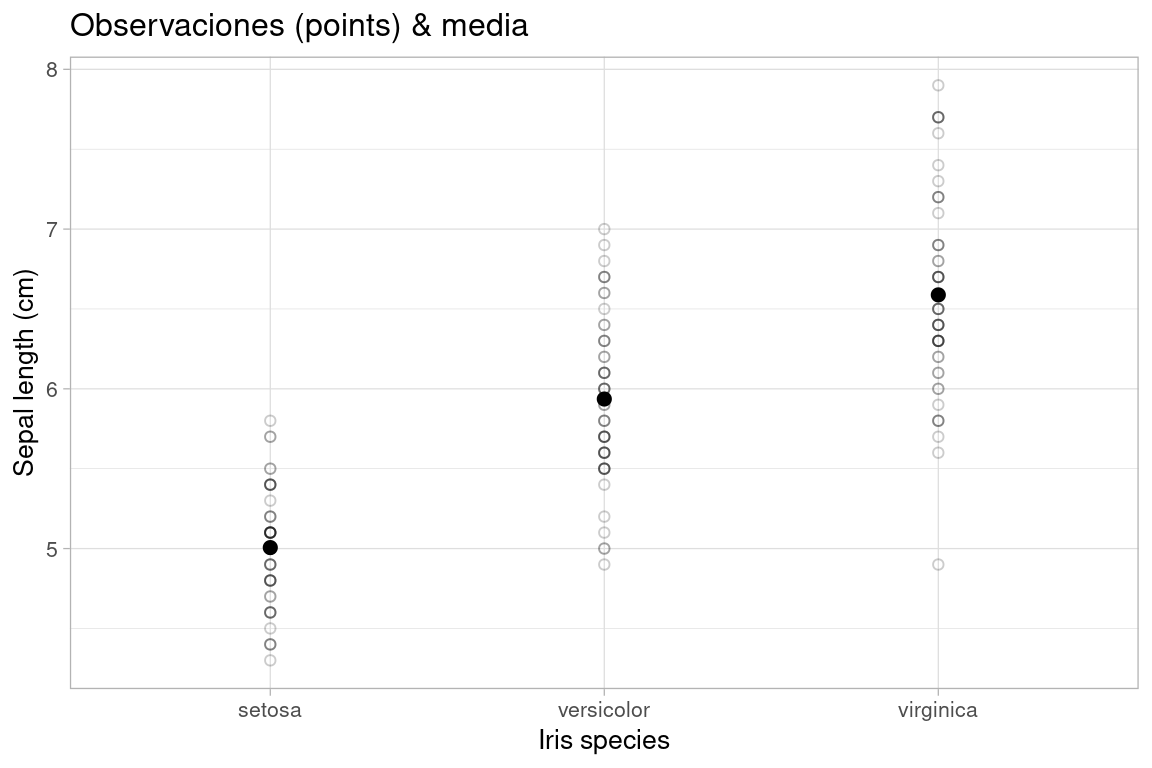 Observaciones (points) & media
8
7
6
5
Sepal length (cm)
setosa versicolor virginica
Iris species